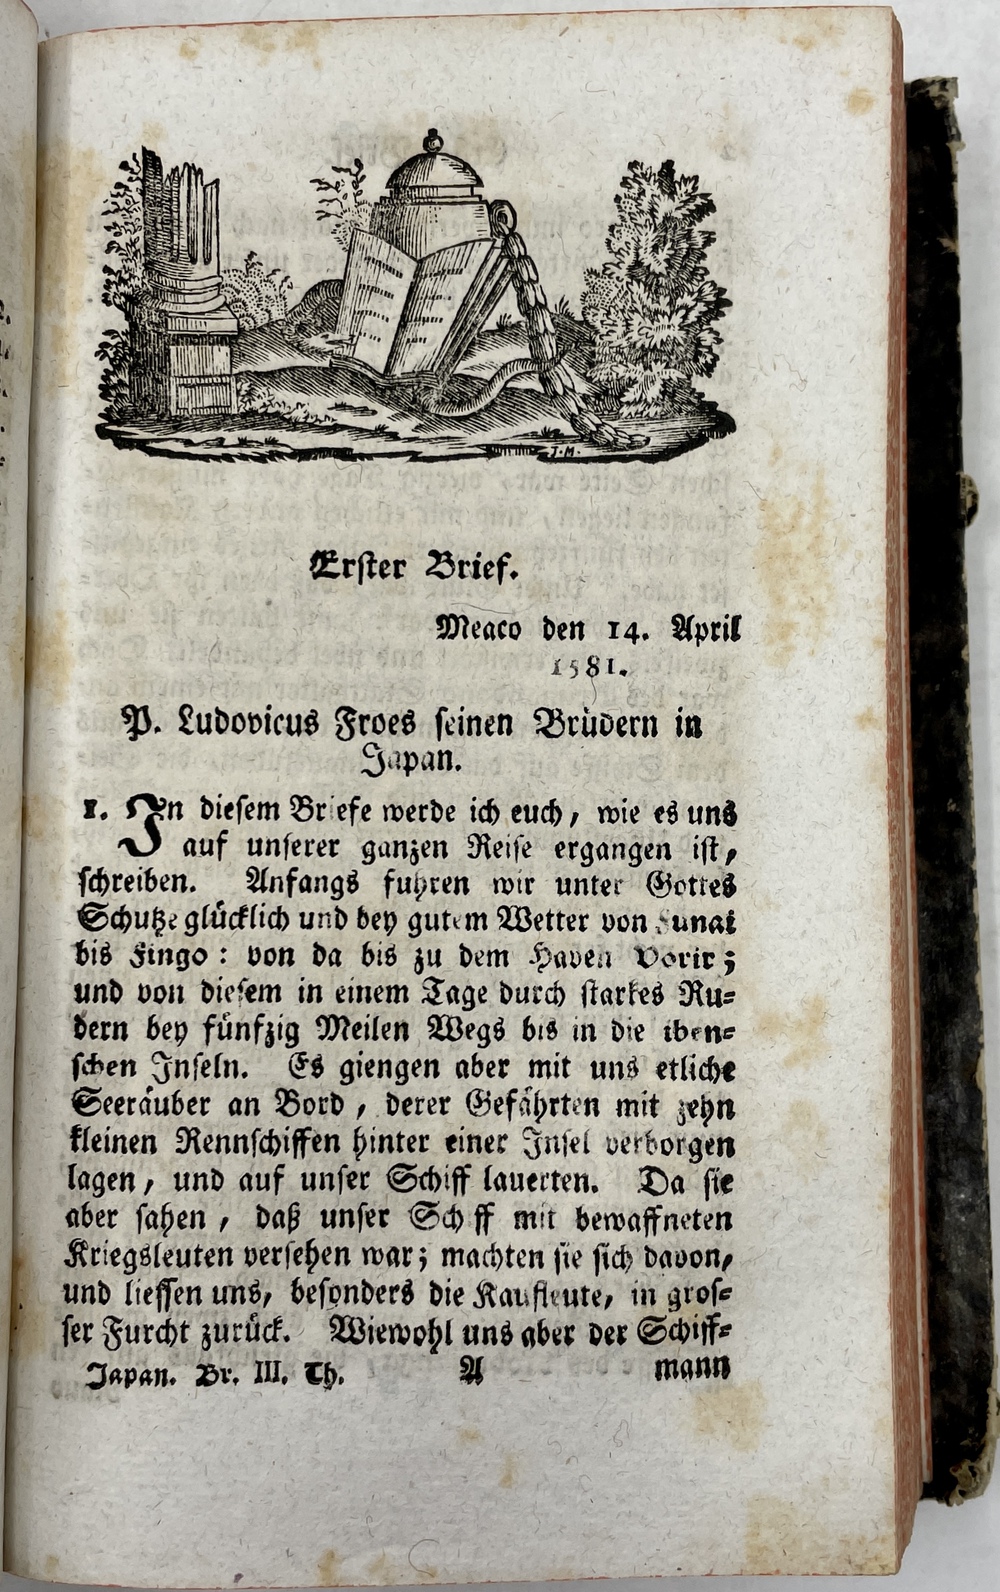 J.M.
Erster Brief.
Meaco den 14. April
1581.
P. Ludovicus Froes seinen Brüdern in
Japan.
1. In diesem Briefe werde ich euch, wie es uns
auf unserer ganzen Reise ergangen ist,
schreiben. Anfangs fuhren wir unter Gottes
Schutze glücklich und bey gutem Wetter von Funai
bis Fingo: von da bis zu dem Haven Vorir;
und von diesem in einem Tage durch starkes Ru=
dern bey fünfzig Meilen Wegs bis in die iben=
schen Inseln. Es giengen aber mit uns etliche
Seeräuber an Bord, derer Gefährten mit zehn
kleinen Rennschiffen hinter einer Insel verborgen
lagen, und auf unser Schiff lauerten. Da sie
aber sahen, daß unser Schiff mit bewaffneten
Kriegsleuten versehen war; machten sie sich davon,
und liessen uns, besonders die Kaufleute, in gros=
ser Furcht zurück. Wiewohl uns aber der Schiff=
Japan. Br. III. Th. A mann